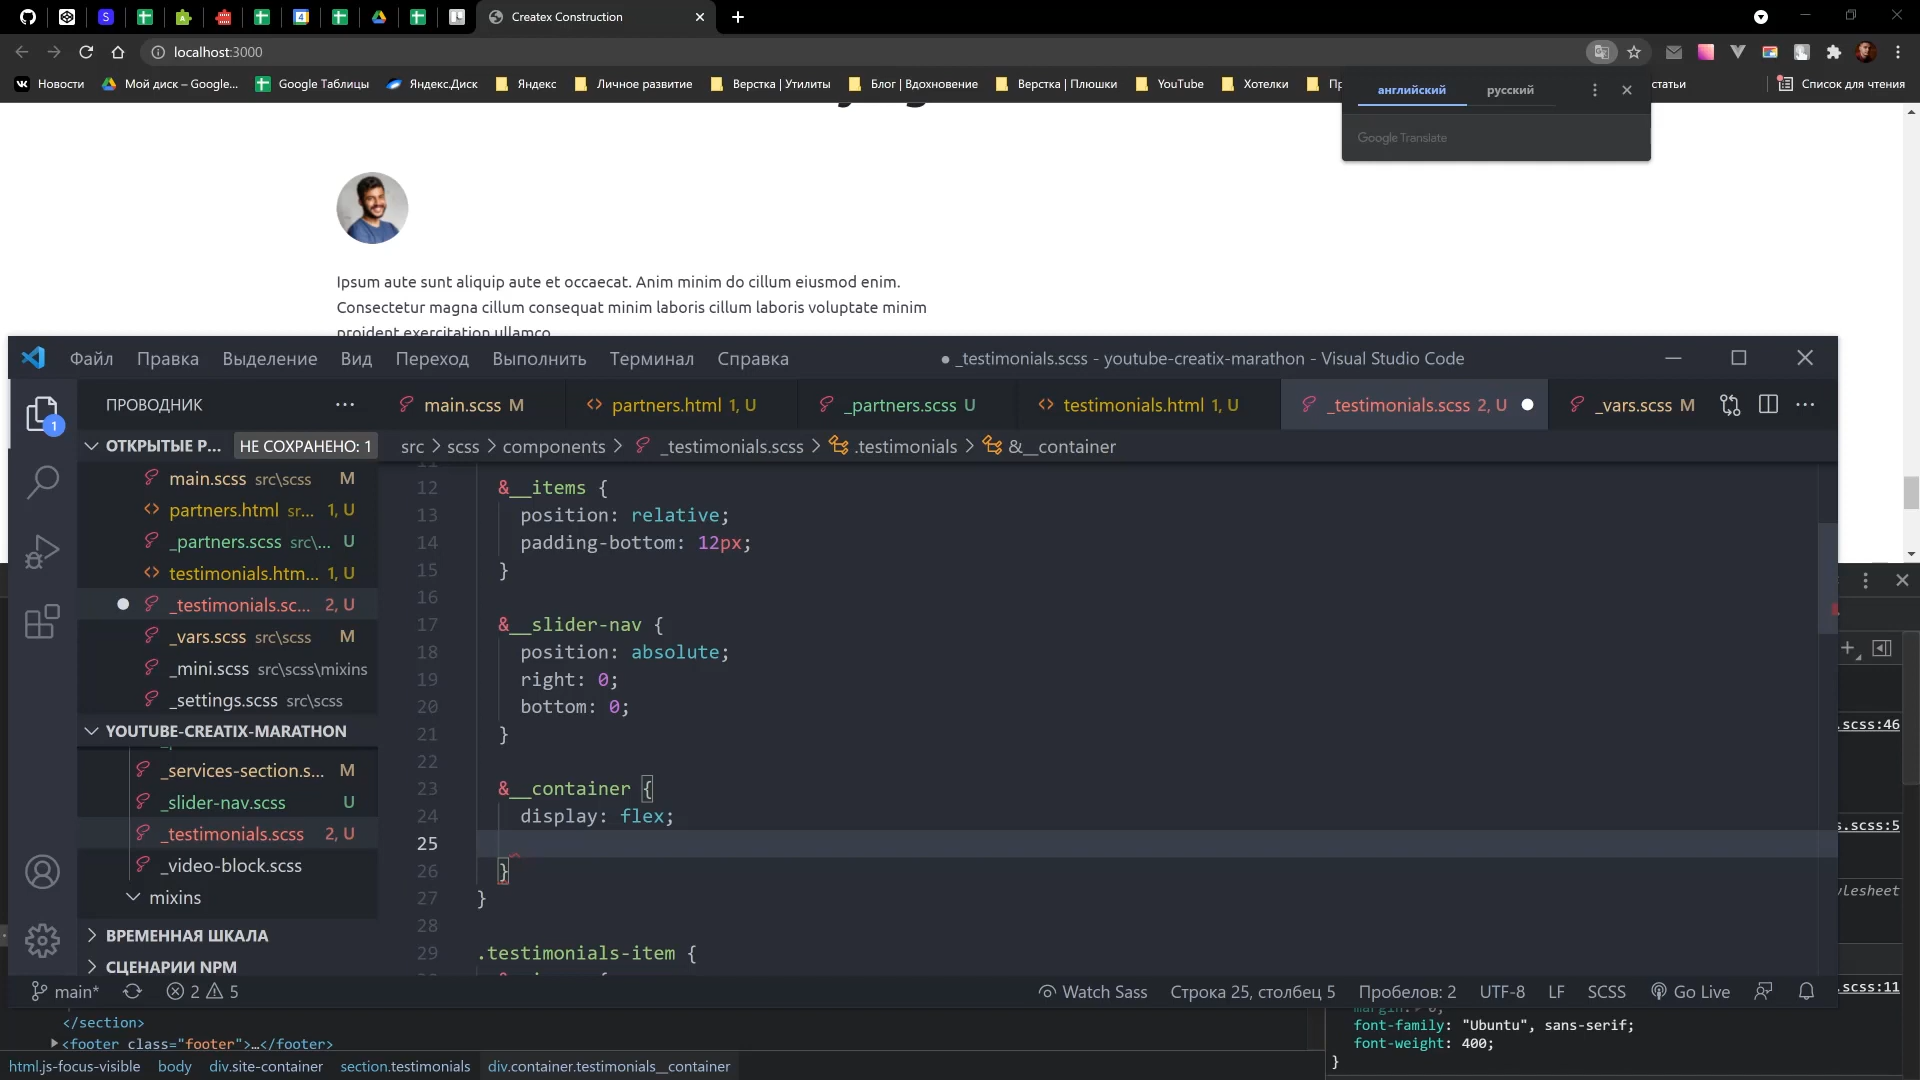 Createx Construction
localhost:3000
Новости
Мой диск – Google...
Google Таблицы
Яндекс.Диск
Яндекс
Личное развитие
Верстка | Утилиты
Блог | Вдохновение
Верстка | Плюшки
YouTube
Хотелки
статьи
Список для чтения
английский
русский
Google Translate
Ipsum aute sunt aliquip aute et occaecat. Anim minim do cillum eiusmod enim.
Consectetur magna cillum consequat minim laboris cillum laboris voluptate minim
proident exercitation ullamco
Файл Правка Выделение Вид Переход Выполнить Терминал Справка
● _testimonials.scss - youtube-creatix-marathon - Visual Studio Code
ПРОВОДНИК
main.scss M
partners.html 1, U
_partners.scss U
testimonials.html 1, U
_testimonials.scss 2, U
_vars.scss M
1
ОТКРЫТЫЕ Р...
НЕ СОХРАНЕНО: 1
src > scss > components > _testimonials.scss > .testimonials > &__container
main.scss src\scss M
partners.html sr... 1, U
_partners.scss src\... U
testimonials.htm... 1, U
_testimonials.sc... 2, U
_vars.scss src\scss M
_mini.scss src\scss\mixins
_settings.scss src\scss
YOUTUBE-CREATIX-MARATHON
_services-section.s... M
_slider-nav.scss U
_testimonials.scss 2, U
_video-block.scss
mixins
ВРЕМЕННАЯ ШКАЛА
СЦЕНАРИИ NPM
12 &__items {
13 position: relative;
14 padding-bottom: 12px;
15 }
16
17 &__slider-nav {
18 position: absolute;
19 right: 0;
20 bottom: 0;
21 }
22
23 &__container {
24 display: flex;
25
26 }
27 }
28
29 .testimonials-item {
.scss:46
s.scss:5
ylesheet
.scss:11
main*
2
5
Watch Sass
Строка 25, столбец 5
Пробелов: 2
UTF-8
LF
SCSS
Go Live
</section>
<footer class="footer">…</footer>
font-family: "Ubuntu", sans-serif;
font-weight: 400;
}
html.js-focus-visible body div.site-container section.testimonials div.container.testimonials__container